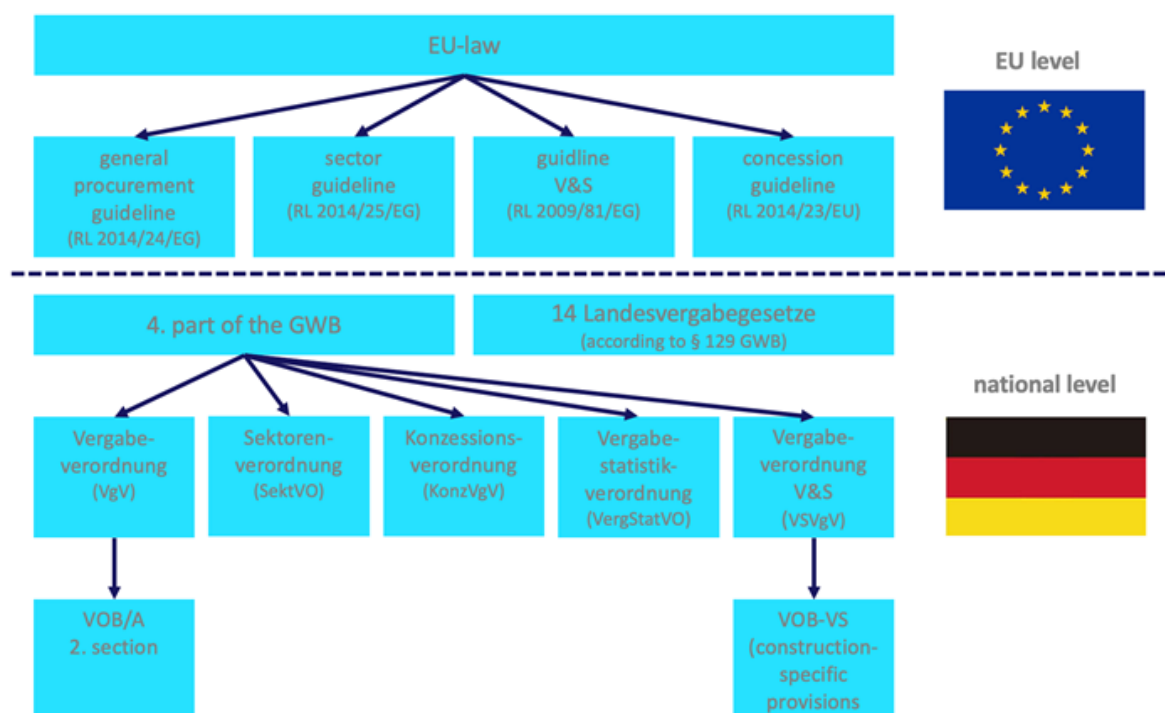 EU-law
EU level
general
procurement
guideline
(RL 2014/24/EG)
sector
guideline
(RL 2014/25/EG)
guidline
V&S
(RL 2009/81/EG)
concession
guideline
(RL 2014/23/EU)
4. part of the GWB
14 Landesvergabegesetze
(according to § 129 GWB)
national level
Vergabe-
verordnung
(VgV)
Sektoren-
verordnung
(SektVO)
Konzessions-
verordnung
(KonzVgV)
Vergabe-
statistik-
verordnung
(VergStatVO)
Vergabe-
verordnung
V&S
(VSVgV)
VOB/A
2. section
VOB-VS
(construction-
specific
provisions